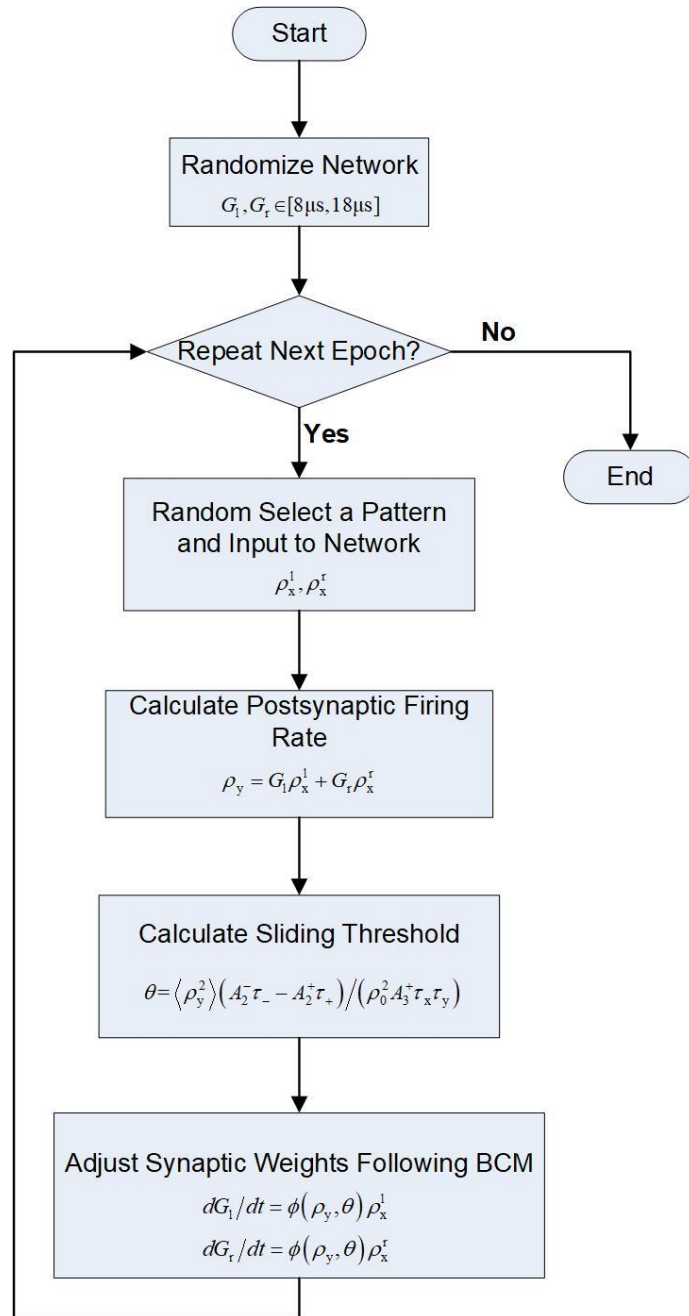 Start
Randomize Network
G_l, G_r ∈[8μs,18μs]
Repeat Next Epoch?
No
Yes
End
Random Select a Pattern
and Input to Network
ρ_x^l, ρ_x^r
Calculate Postsynaptic Firing
Rate
ρ_y = G_l ρ_x^l + G_r ρ_x^r
Calculate Sliding Threshold
θ=⟨ρ_y^2⟩(A_2^- τ_- − A_2^+ τ_+)/(ρ_0^2 A_3^+ τ_x τ_y)
Adjust Synaptic Weights Following BCM
dG_l/dt = ϕ(ρ_y, θ) ρ_x^l
dG_r/dt = ϕ(ρ_y, θ) ρ_x^r